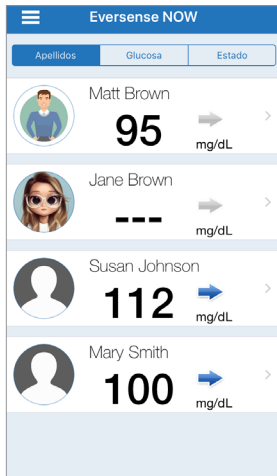 Eversense NOW
Apellidos Glucosa Estado
Matt Brown
95
mg/dL
Jane Brown
---
mg/dL
Susan Johnson
112
mg/dL
Mary Smith
100
mg/dL